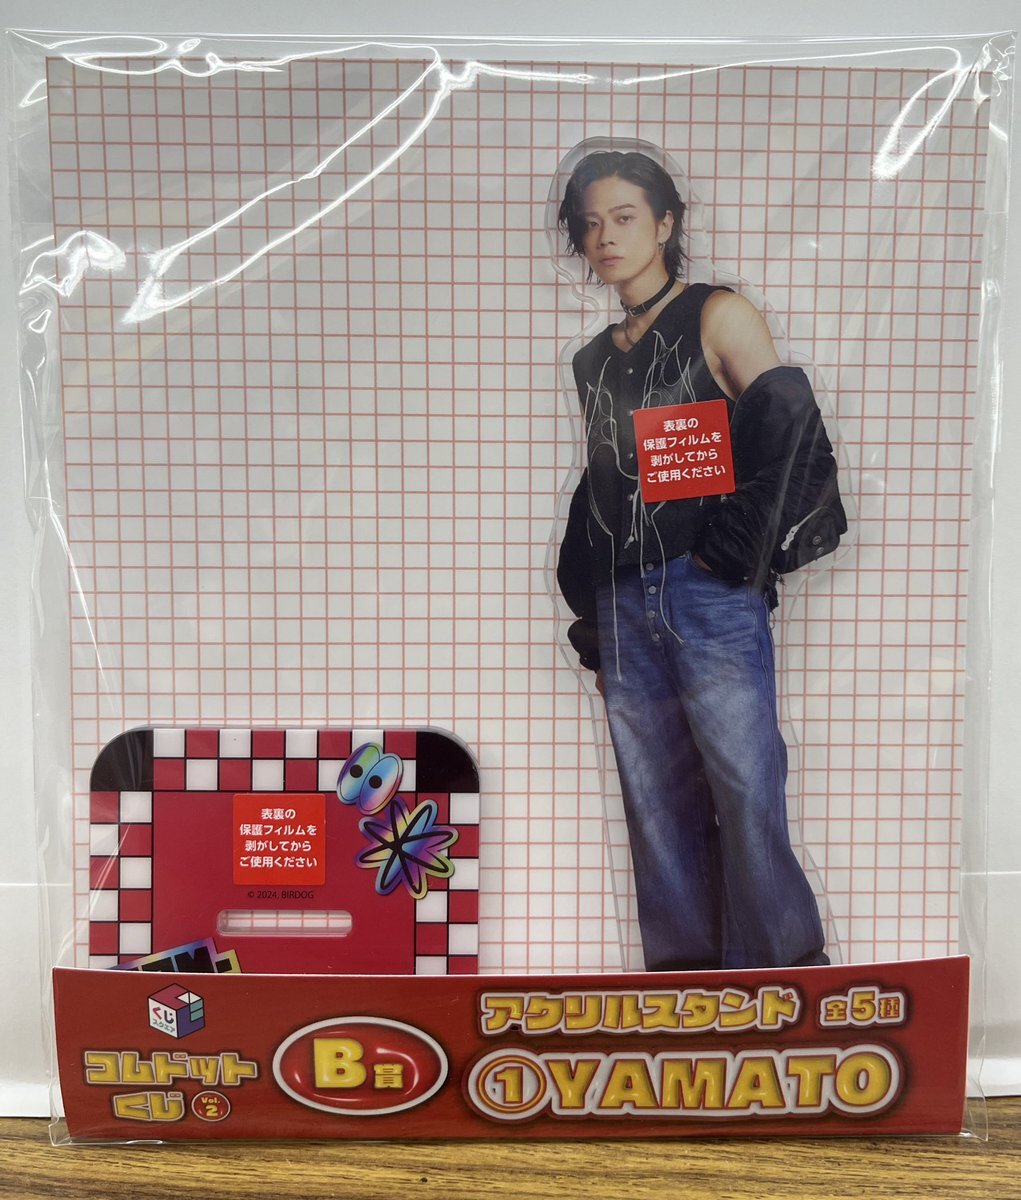 表裏の
保護フィルムを
剥がしてから
ご使用ください
表裏の
保護フィルムを
剥がしてから
ご使用ください
© 2024, BIRDOG
くじ
スクエア
コムドット
くじ Vol.2
B賞
アクリルスタンド 全5種
①YAMATO